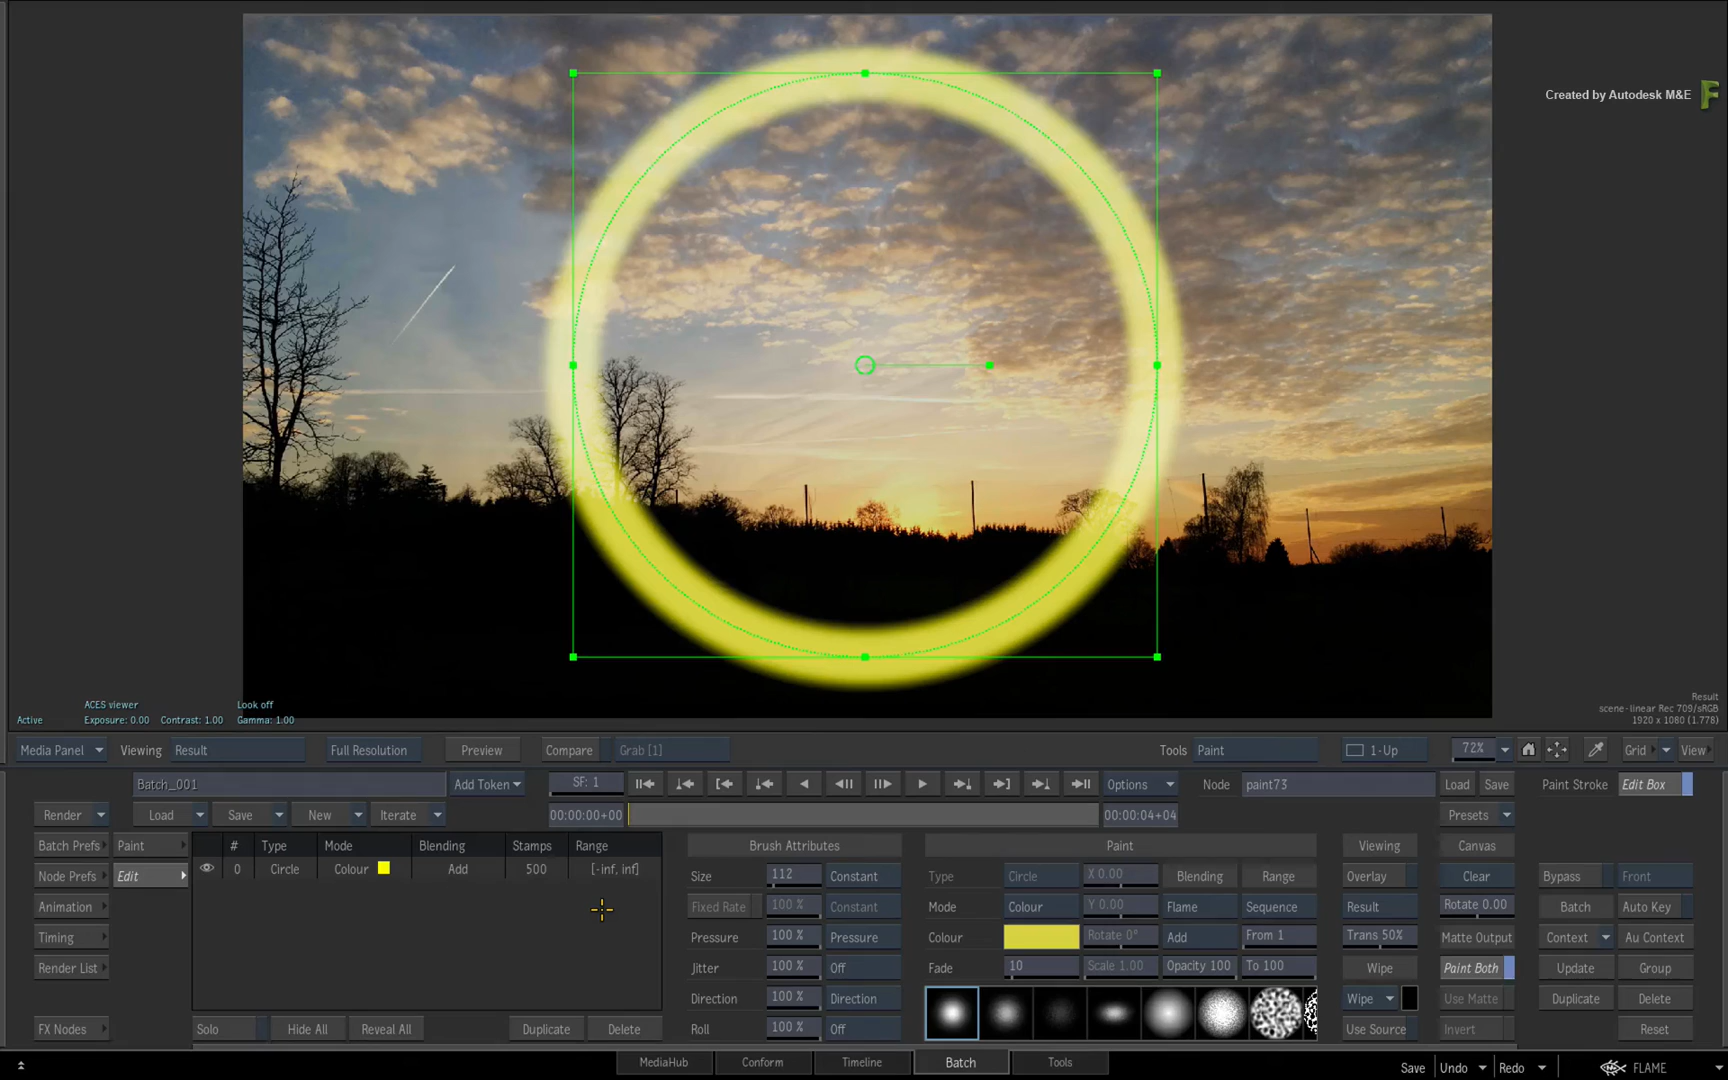 Created by Autodesk M&E
ACES viewer
Look off
Active
Exposure: 0.00
Contrast: 1.00
Gamma: 1.00
Result
scene-linear Rec 709/sRGB
1920 x 1080 (1.778)
Media Panel
Viewing
Result
Full Resolution
Preview
Compare
Grab [1]
Tools
Paint
1-Up
72%
Grid
View
Batch_001
Add Token
SF: 1
Options
Node
paint73
Load
Save
Paint Stroke
Edit Box
Render
Load
Save
New
Iterate
00:00:00+00
00:00:04+04
Presets
Batch Prefs
Paint
# Type Mode Blending Stamps Range
Brush Attributes
Paint
Viewing
Canvas
Node Prefs
Edit
0 Circle Colour Add 500 [-inf, inf]
Size 112 Constant
Type Circle X 0.00 Blending Range
Overlay
Clear
Bypass
Front
Animation
Fixed Rate 100 % Constant
Mode Colour Y 0.00 Flame Sequence
Result
Rotate 0.00
Batch
Auto Key
Timing
Pressure 100 % Pressure
Colour Rotate 0° Add From 1
Trans 50%
Matte Output
Context
Au Context
Render List
Jitter 100 % Off
Fade 10 Scale 1.00 Opacity 100 To 100
Wipe
Paint Both
Update
Group
Direction 100 % Direction
Wipe
Use Matte
Duplicate
Delete
FX Nodes
Solo
Hide All
Reveal All
Duplicate
Delete
Roll 100 % Off
Use Source
Invert
Reset
MediaHub
Conform
Timeline
Batch
Tools
Save
Undo
Redo
FLAME